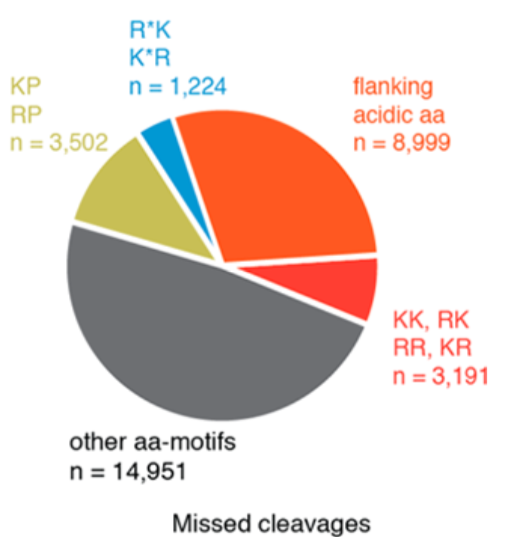 R*K
K*R
n = 1,224
KP
RP
n = 3,502
flanking
acidic aa
n = 8,999
KK, RK
RR, KR
n = 3,191
other aa-motifs
n = 14,951
Missed cleavages